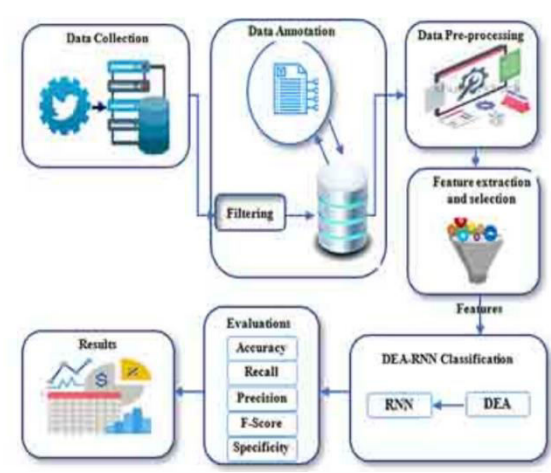 Data Collection
Data Annotation
Filtering
Data Pre-processing
Feature extraction
and selection
Features
DEA-RNN Classification
RNN
DEA
Evaluations
Accuracy
Recall
Precision
F-Score
Specificity
Results